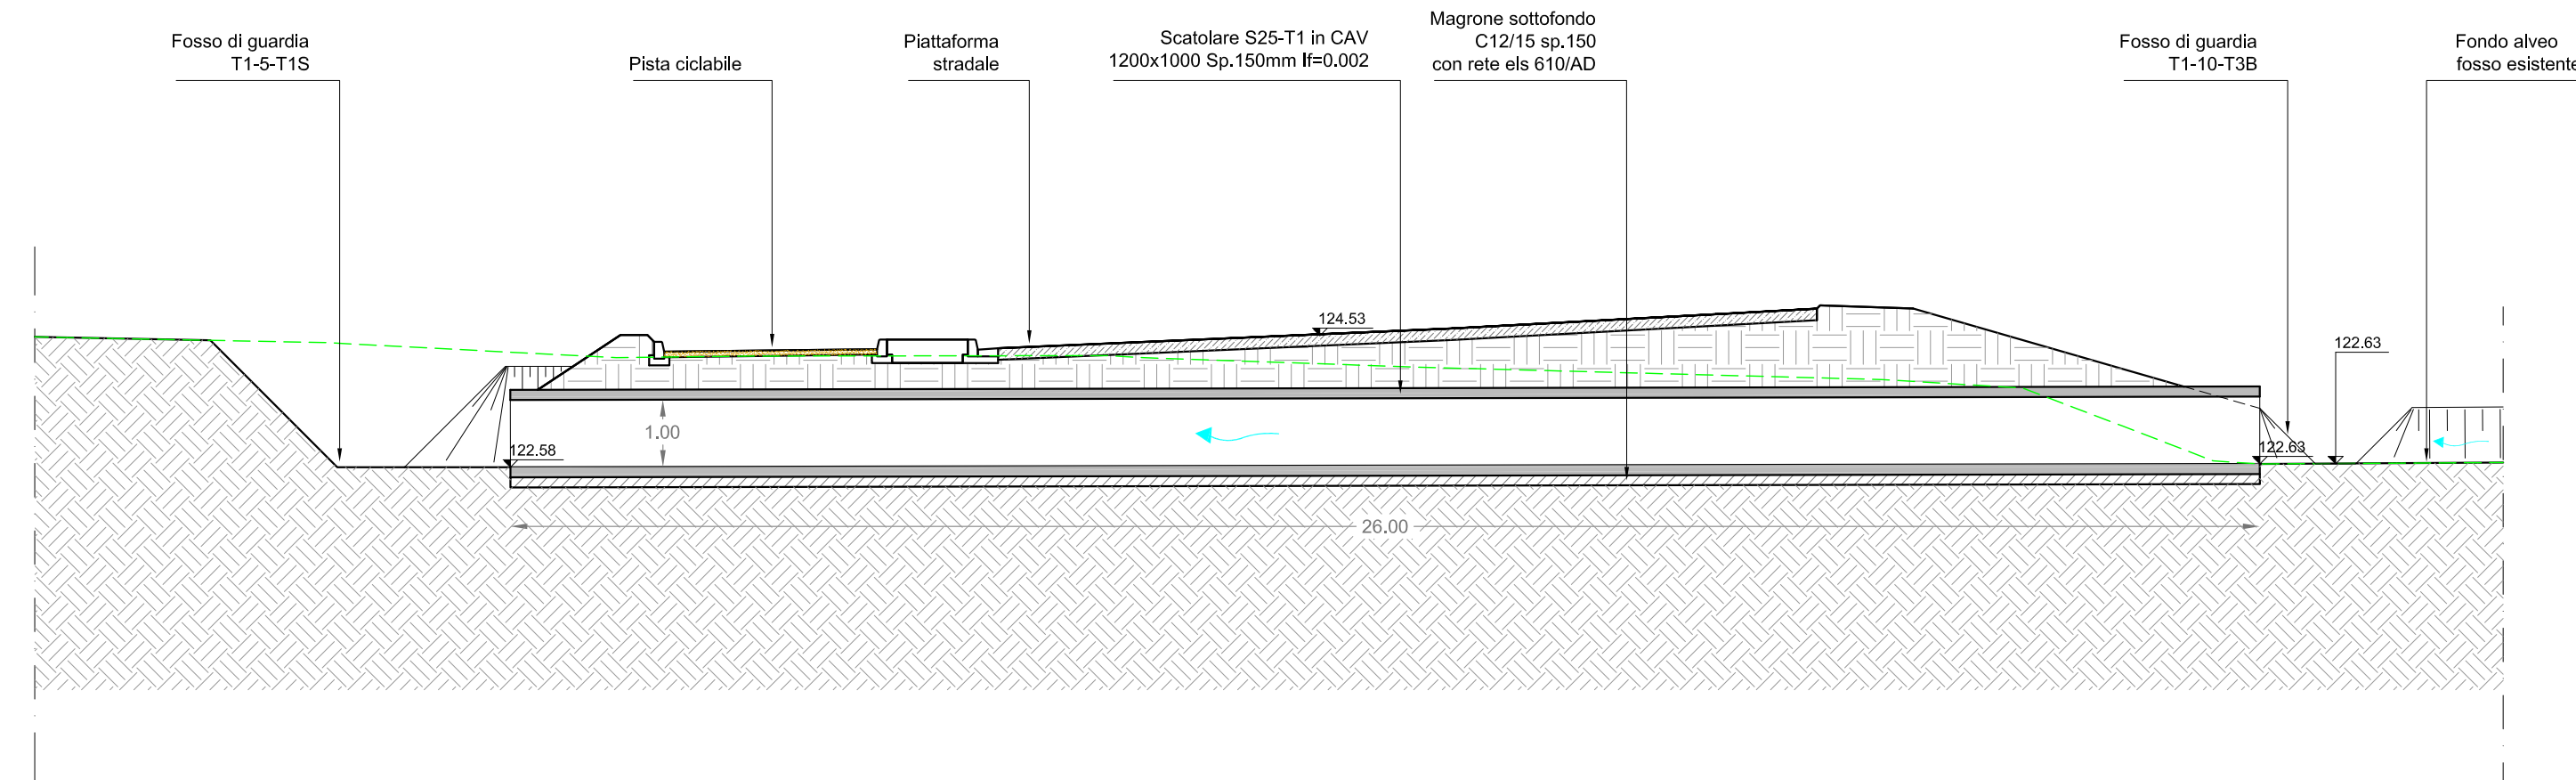 Fosso di guardia
T1-5-T1S
Pista ciclabile
Piattaforma
stradale
Scatolare S25-T1 in CAV
1200x1000 Sp.150mm If=0.002
Magrone sottofondo
C12/15 sp.150
con rete els 610/AD
Fosso di guardia
T1-10-T3B
Fondo alveo
fosso esistente
124.53
122.63
1.00
122.58
122.63
26.00